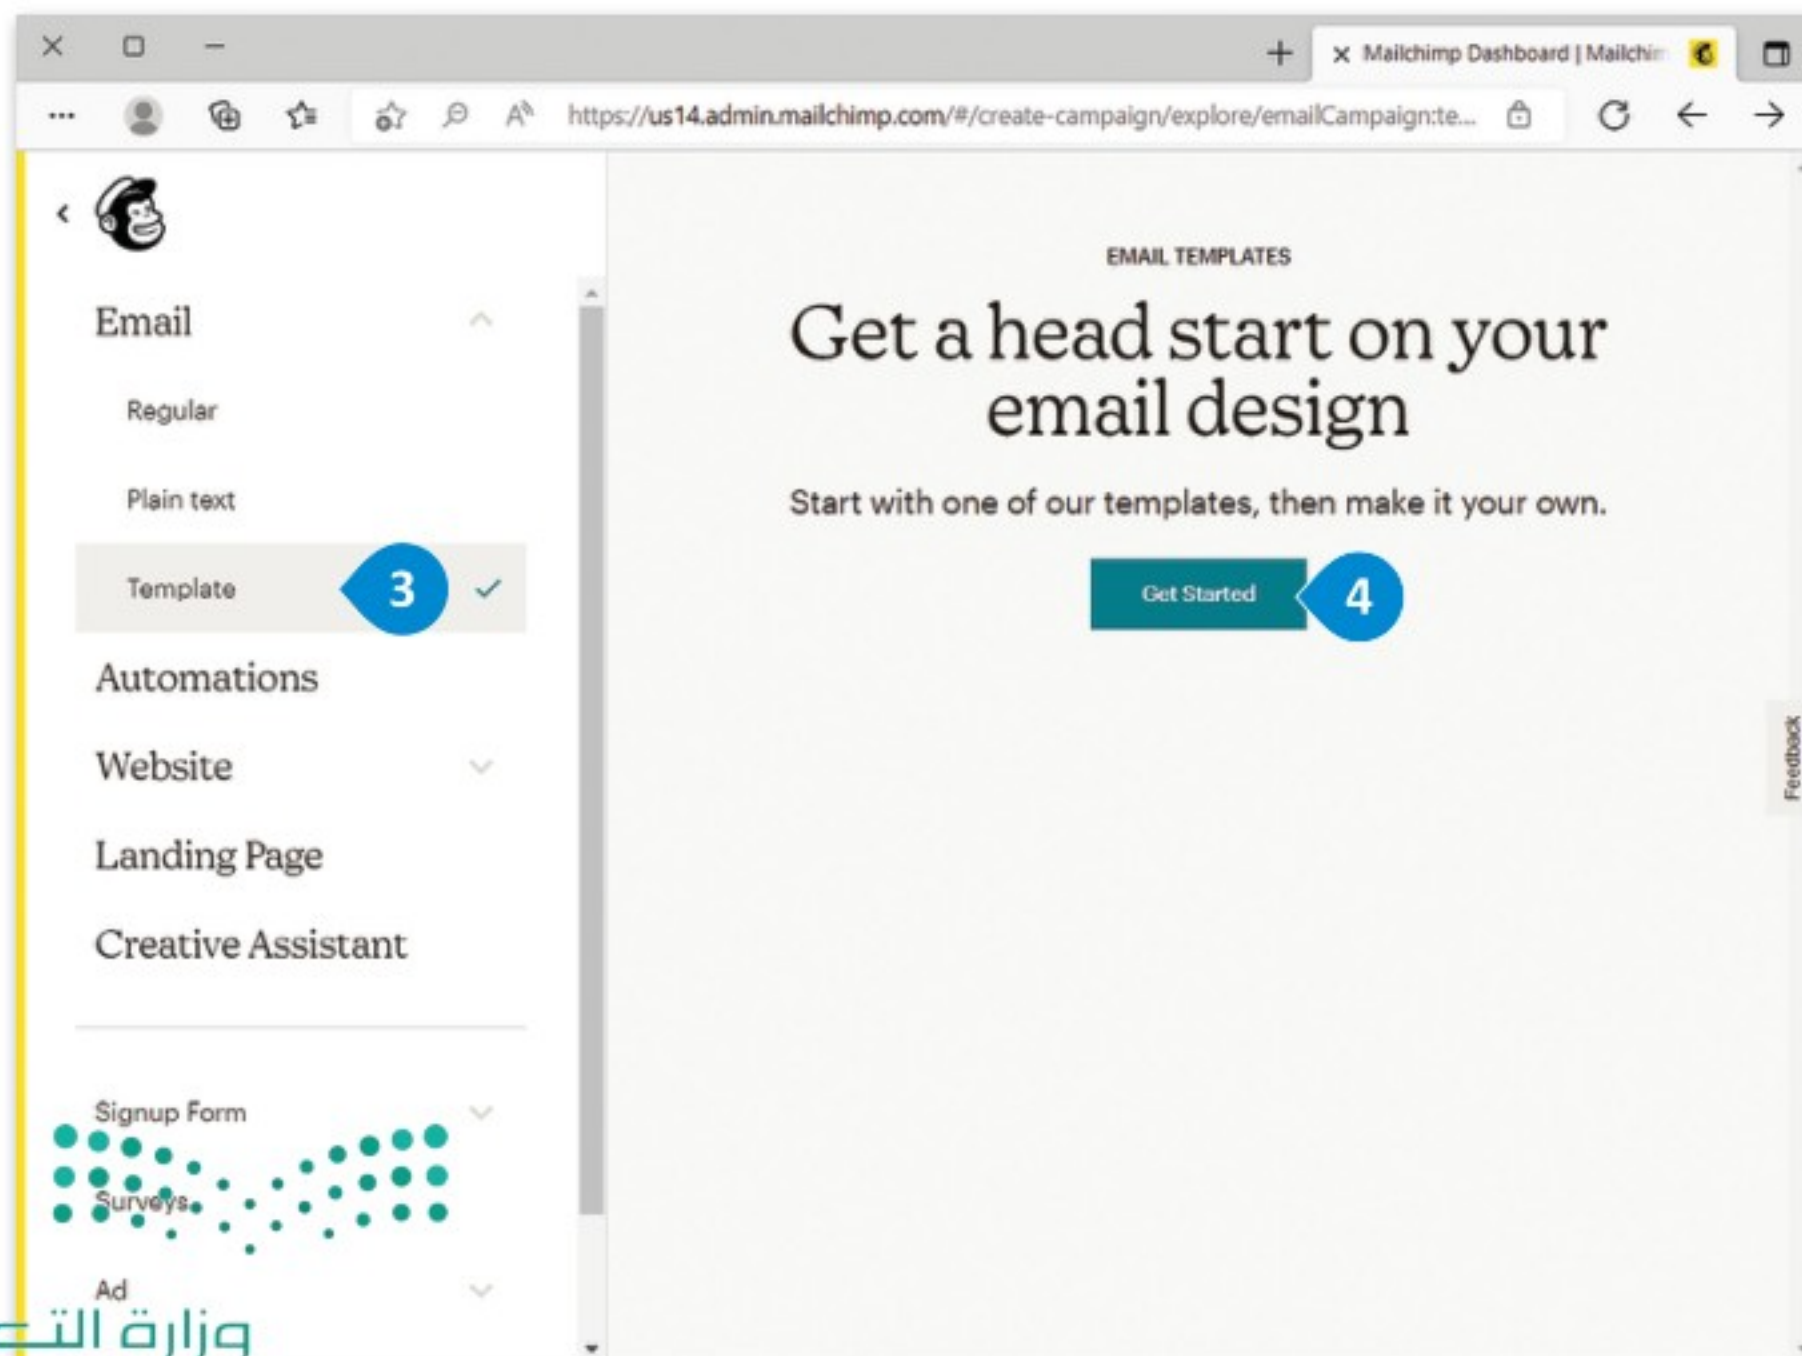 Mailchimp Dashboard | Mailchim
https://us14.admin.mailchimp.com/#/create-campaign/explore/emailCampaign:te...
Email
Regular
Plain text
Template
3
Automations
Website
Landing Page
Creative Assistant
Signup Form
Surveys
Ad
EMAIL TEMPLATES
Get a head start on your
email design
Start with one of our templates, then make it your own.
Get Started
4
Feedback
وزارة التـ